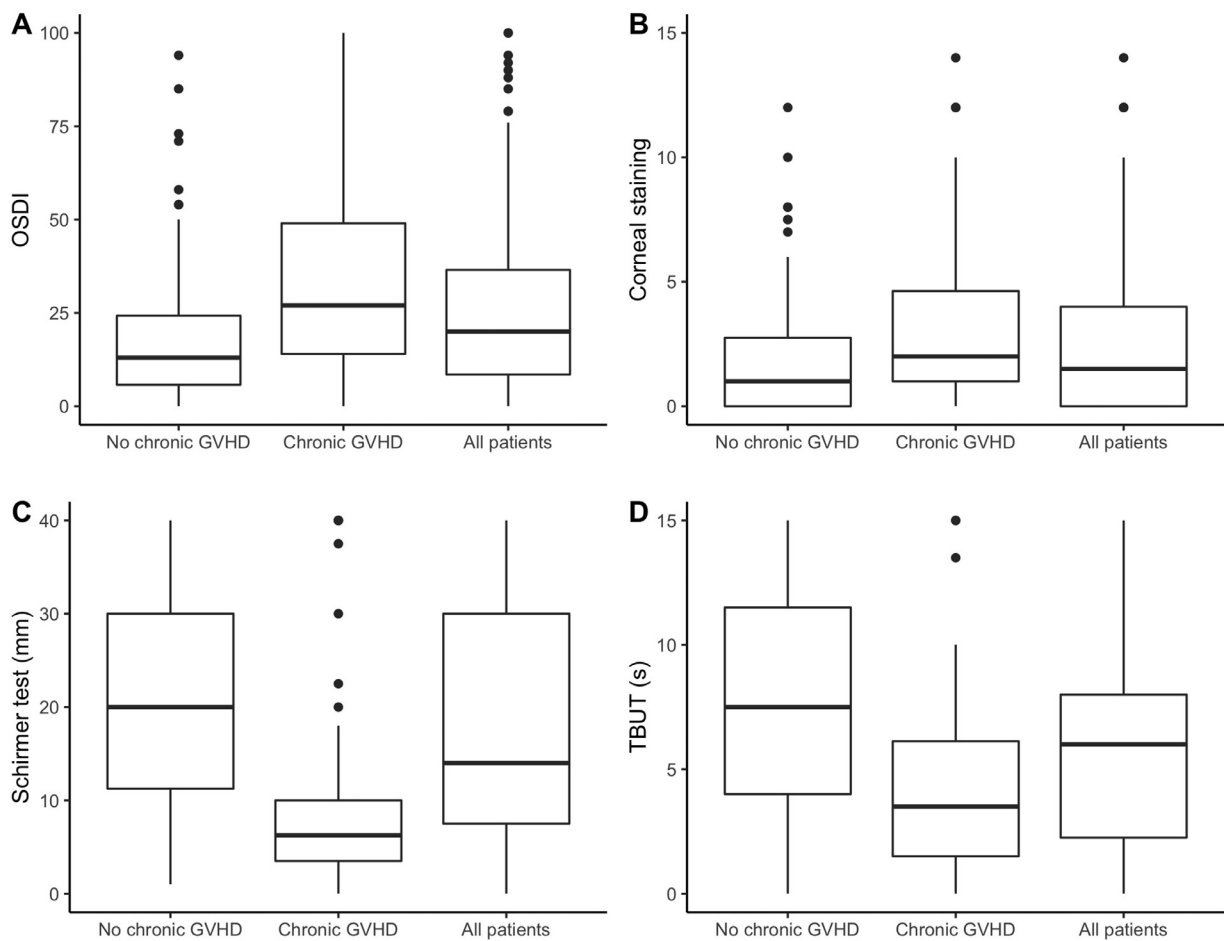 A
OSDI
100
75
50
25
0
No chronic GVHD Chronic GVHD All patients
B
Corneal staining
15
10
5
0
No chronic GVHD Chronic GVHD All patients
C
Schirmer test (mm)
40
30
20
10
0
No chronic GVHD Chronic GVHD All patients
D
TBUT (s)
15
10
5
0
No chronic GVHD Chronic GVHD All patients